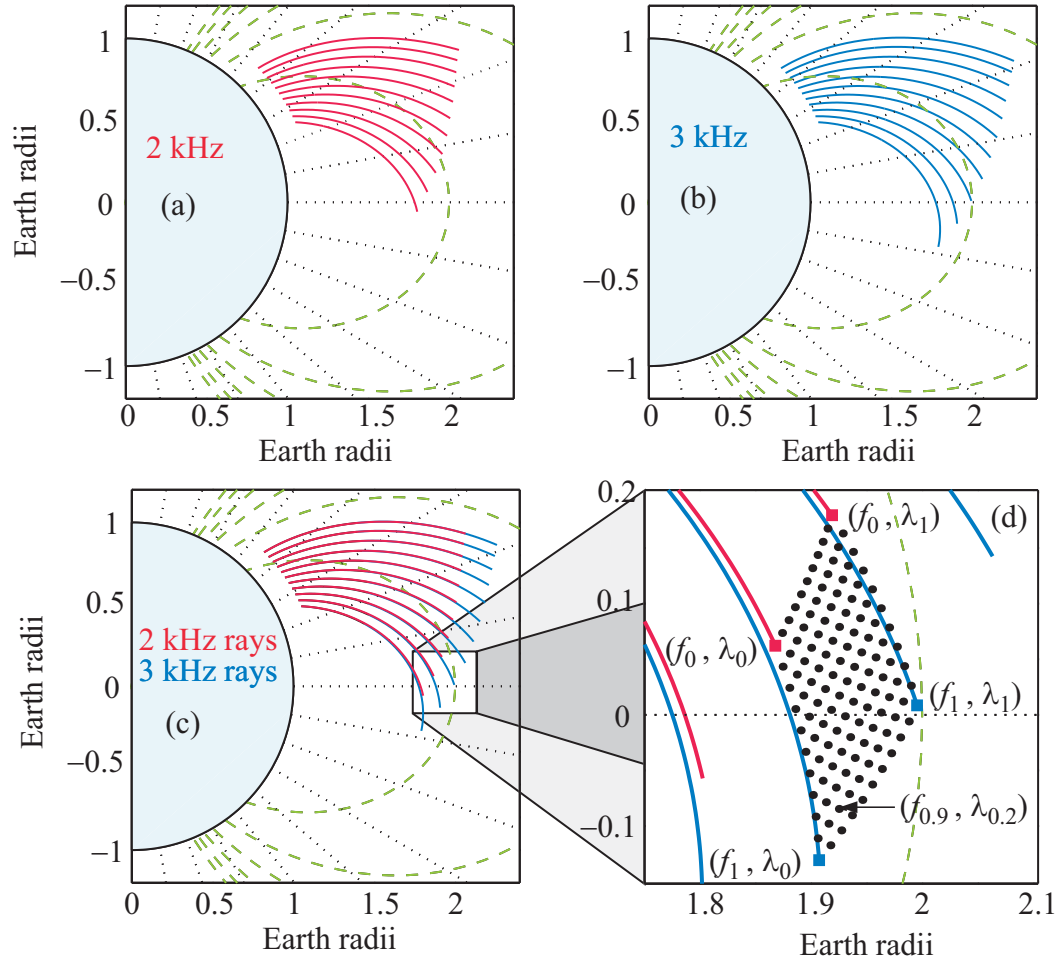 1
0.5
0
−0.5
−1
Earth radii
2 kHz
(a)
0 0.5 1 1.5 2
Earth radii
1
0.5
0
−0.5
−1
3 kHz
(b)
0 0.5 1 1.5 2
Earth radii
1
0.5
0
−0.5
−1
Earth radii
2 kHz rays
3 kHz rays
(c)
0 0.5 1 1.5 2
Earth radii
0.2
0.1
0
−0.1
(f₀, λ₁)
(d)
(f₀, λ₀)
(f₁, λ₁)
(f₀.₉, λ₀.₂)
(f₁, λ₀)
1.8 1.9 2 2.1
Earth radii